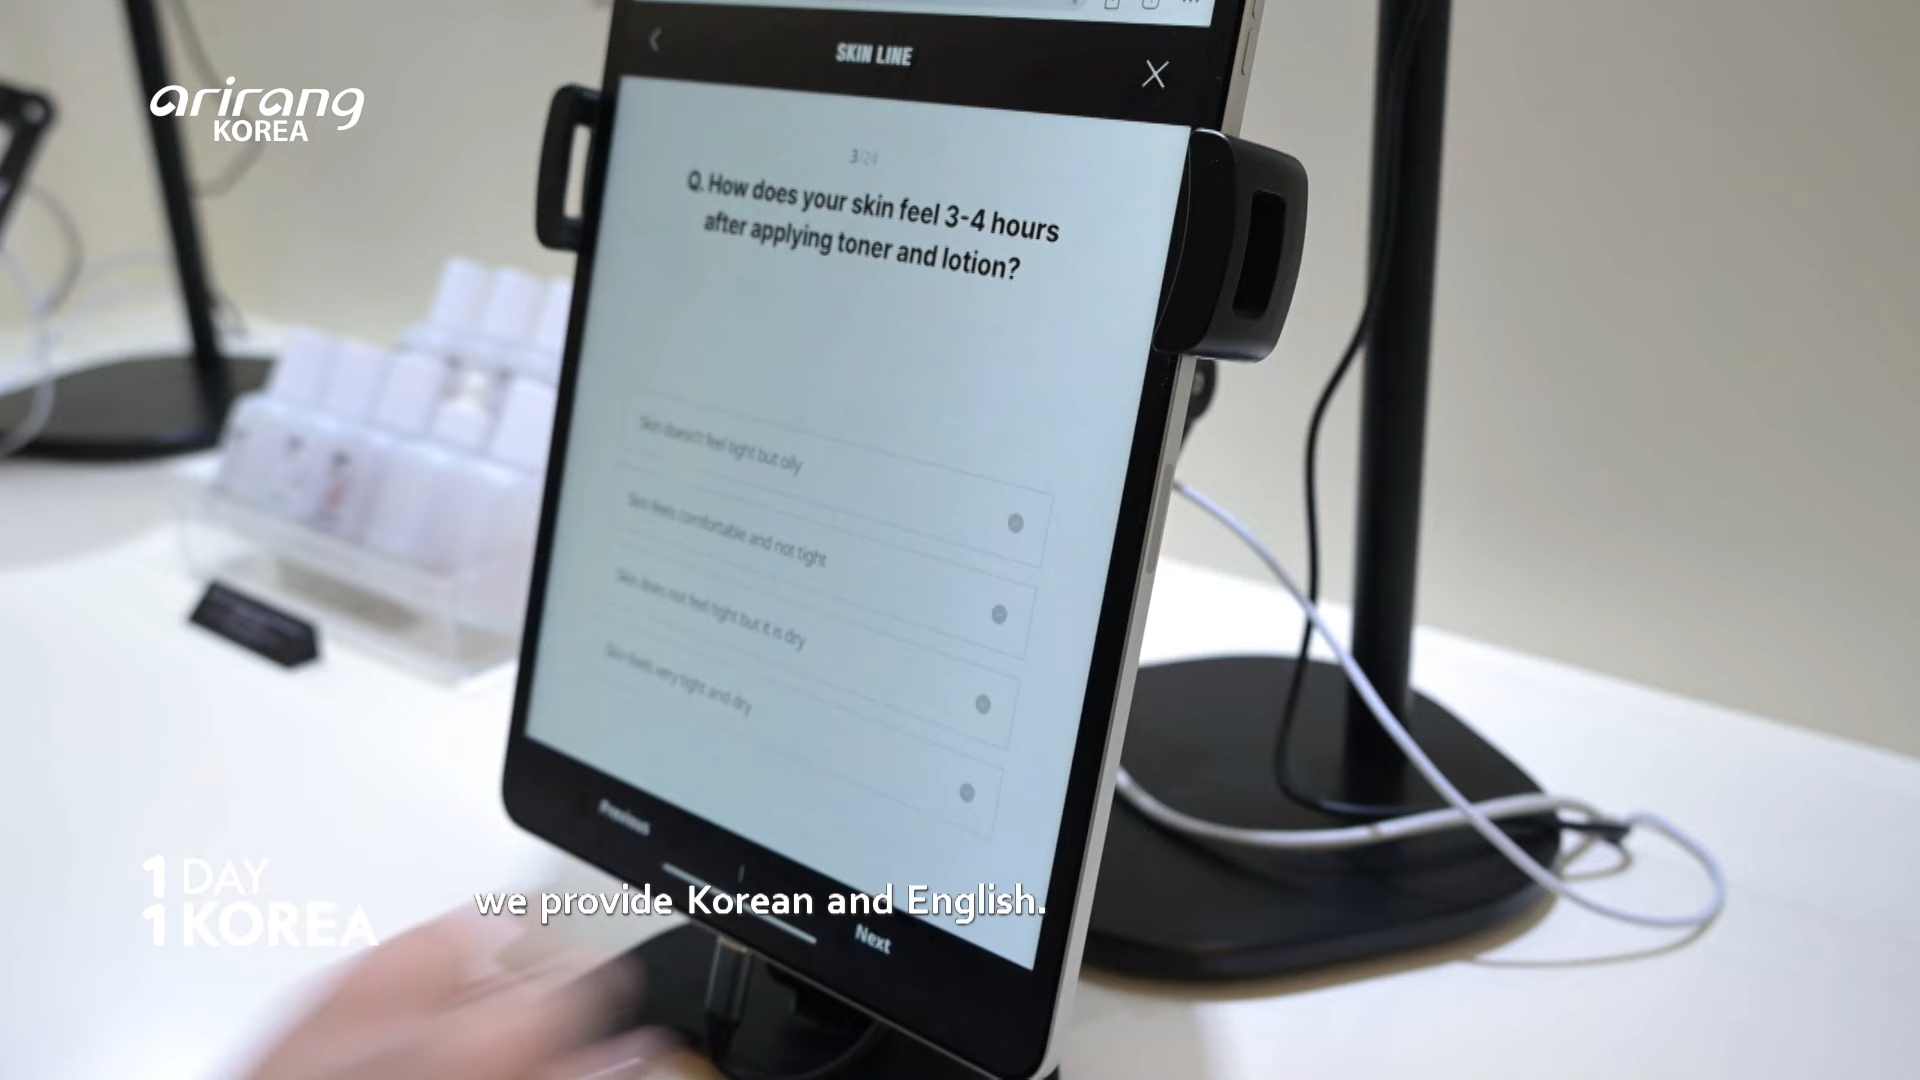 SKIN LINE
arirang
KOREA
3/24
Q. How does your skin feel 3-4 hours
after applying toner and lotion?
Skin doesn't feel tight but oily
Skin feels comfortable and not tight
Skin does not feel tight but it is dry
Skin feels very tight and dry
Previous
Next
we provide Korean and English.
1 DAY
1 KOREA